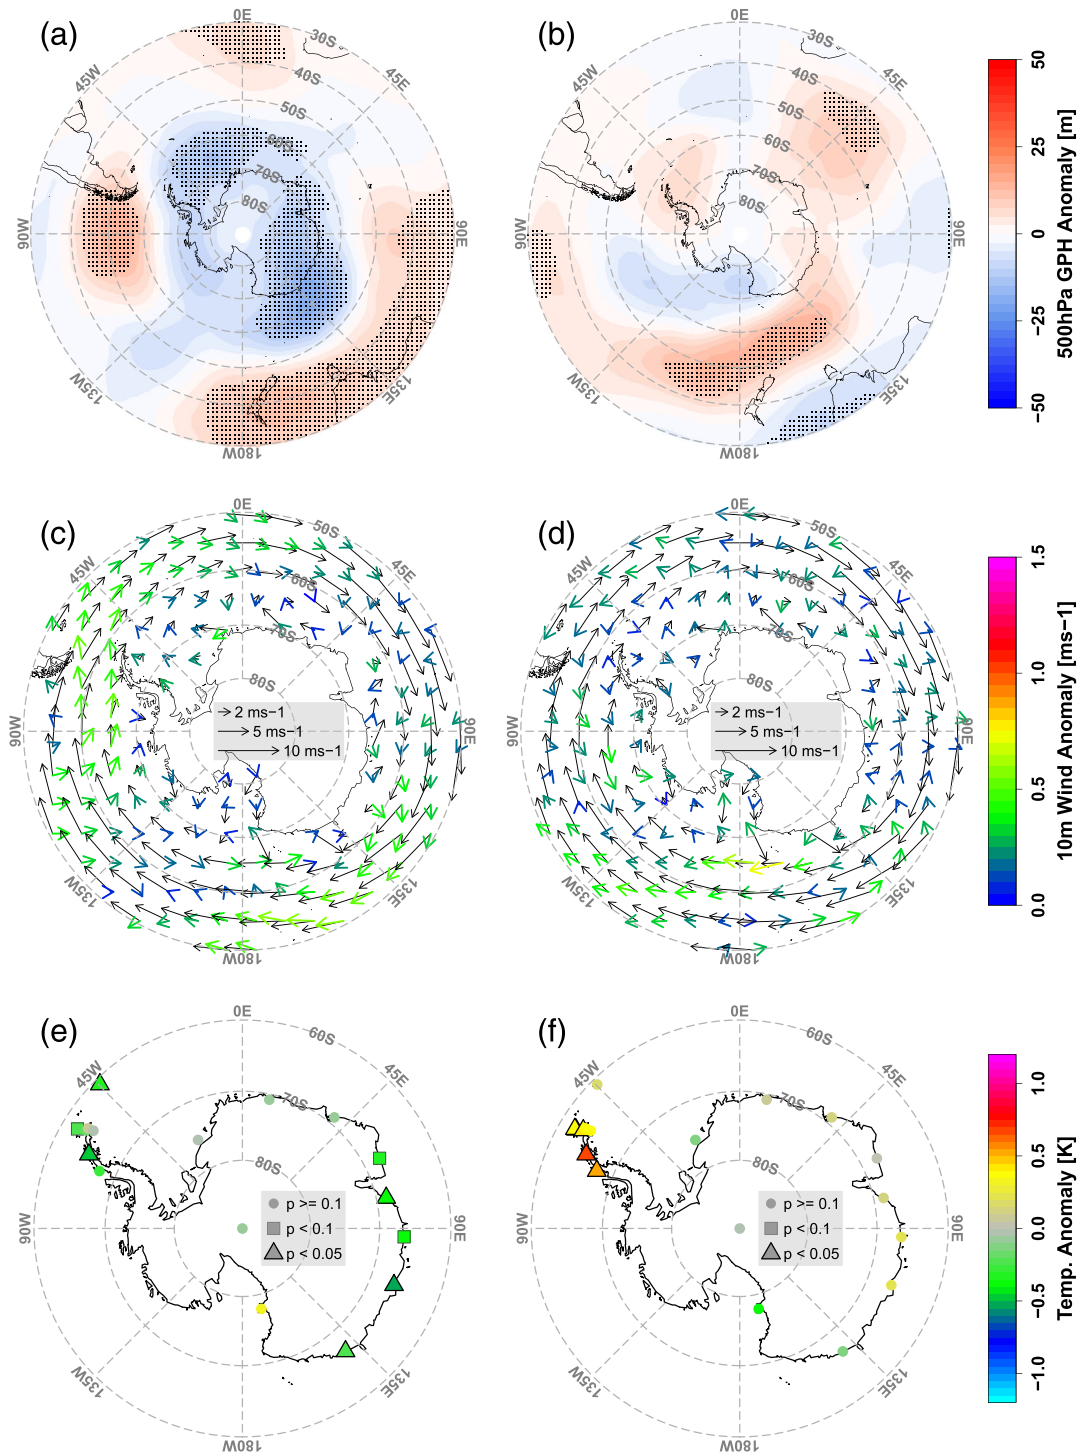 (a)
0E
30S
40S
50S
60S
70S
80S
45W
45E
90W
90E
135W
135E
180W
(b)
0E
30S
40S
50S
60S
70S
80S
45W
45E
90W
90E
135W
135E
180W
50
25
0
−25
−50
5000hPa GPH Anomaly [m]
(c)
0E
50S
60S
70S
80S
45W
45E
90W
90E
135W
135E
180W
2 ms−1
5 ms−1
10 ms−1
(d)
0E
50S
60S
70S
80S
45W
45E
90W
90E
135W
135E
180W
2 ms−1
5 ms−1
10 ms−1
1.5
1.0
0.5
0.0
10m Wind Anomaly [ms−1]
(e)
0E
60S
70S
80S
45W
45E
90W
90E
135W
135E
180W
p >= 0.1
p < 0.1
p < 0.05
(f)
0E
60S
70S
80S
45W
45E
90W
90E
135W
135E
180W
p >= 0.1
p < 0.1
p < 0.05
1.0
0.5
0.0
−0.5
−1.0
Temp. Anomaly [K]